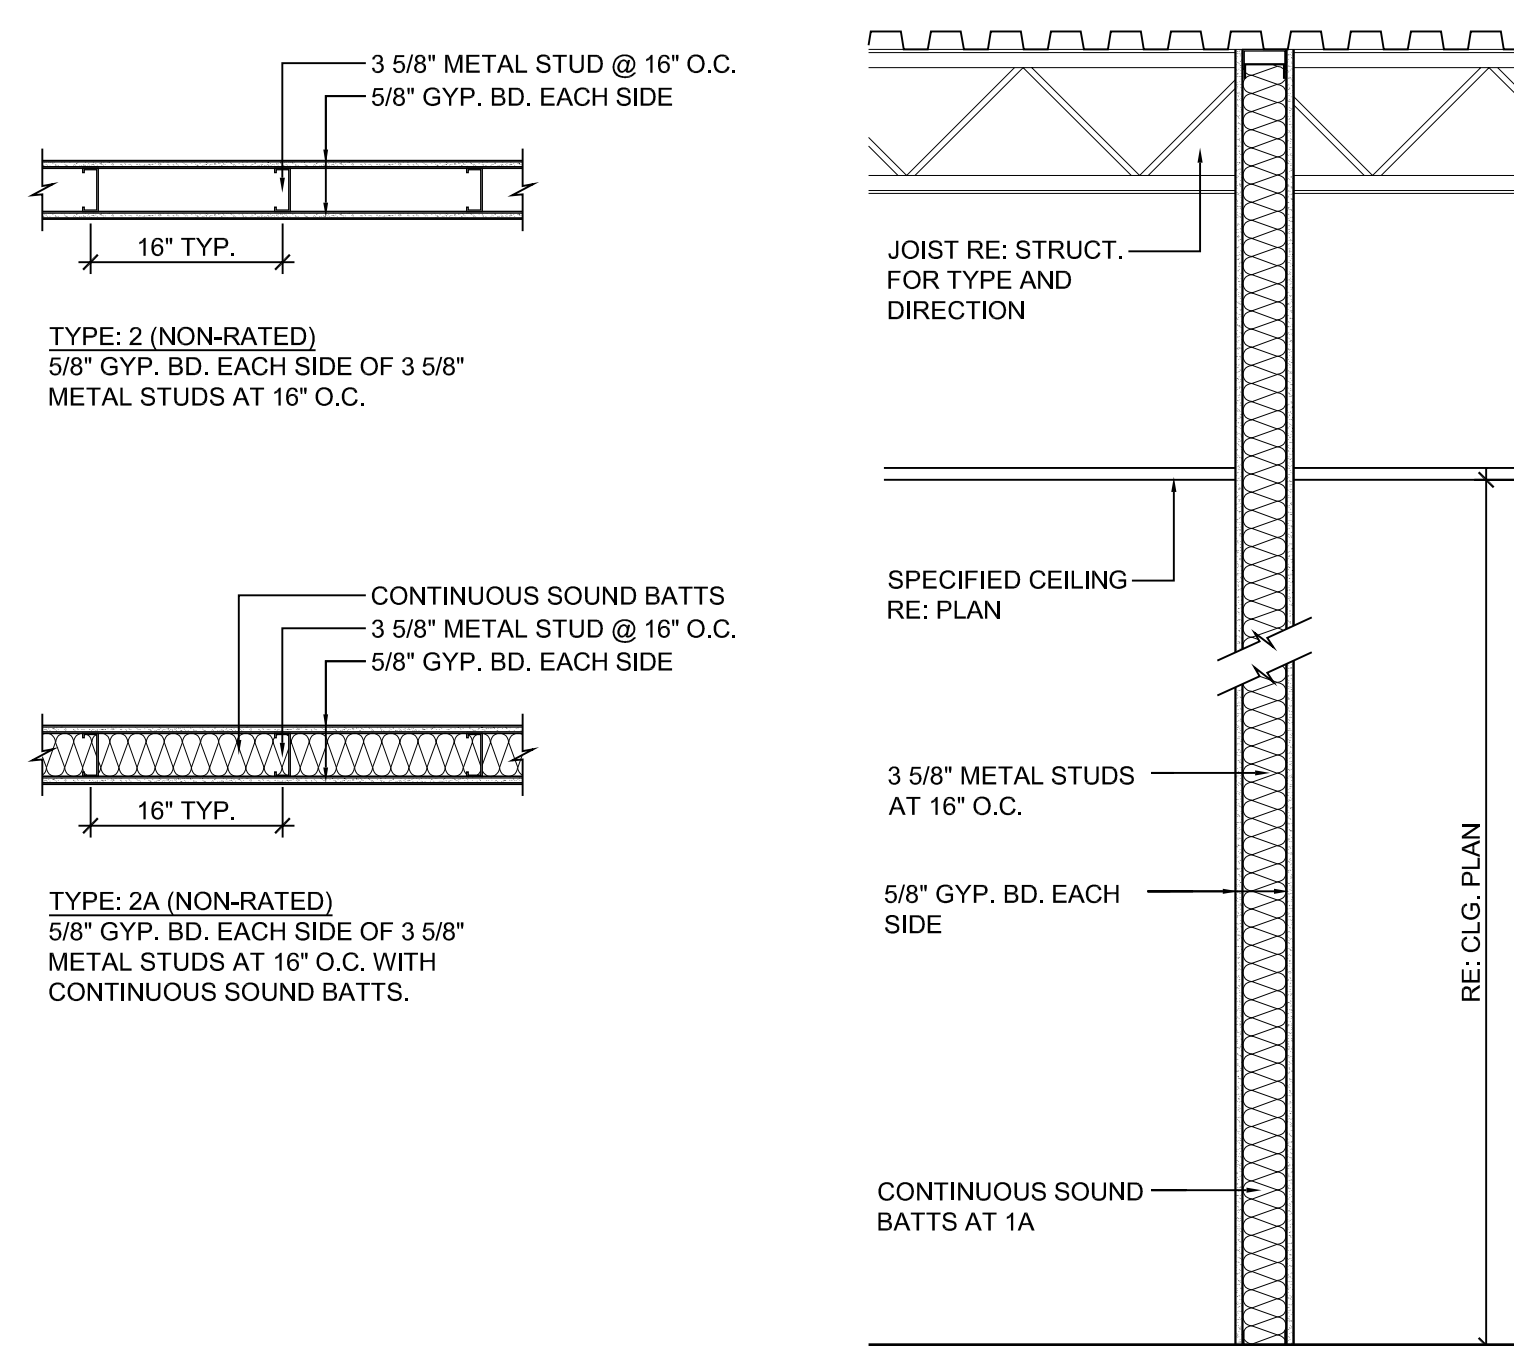 3 5/8" METAL STUD @ 16" O.C.
5/8" GYP. BD. EACH SIDE
16" TYP.
TYPE: 2 (NON-RATED)
5/8" GYP. BD. EACH SIDE OF 3 5/8"
METAL STUDS AT 16" O.C.
CONTINUOUS SOUND BATTS
3 5/8" METAL STUD @ 16" O.C.
5/8" GYP. BD. EACH SIDE
16" TYP.
TYPE: 2A (NON-RATED)
5/8" GYP. BD. EACH SIDE OF 3 5/8"
METAL STUDS AT 16" O.C. WITH
CONTINUOUS SOUND BATTS.
JOIST RE: STRUCT.
FOR TYPE AND
DIRECTION
SPECIFIED CEILING
RE: PLAN
3 5/8" METAL STUDS
AT 16" O.C.
5/8" GYP. BD. EACH
SIDE
RE: CLG. PLAN
CONTINUOUS SOUND
BATTS AT 1A